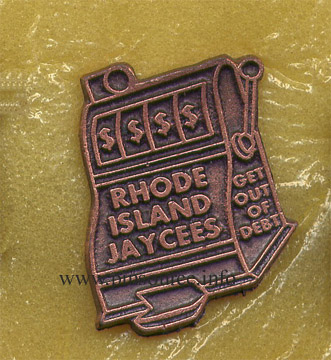 $ $ $ $
RHODE
ISLAND
JAYCEES
GET
OUT
OF
DEBT